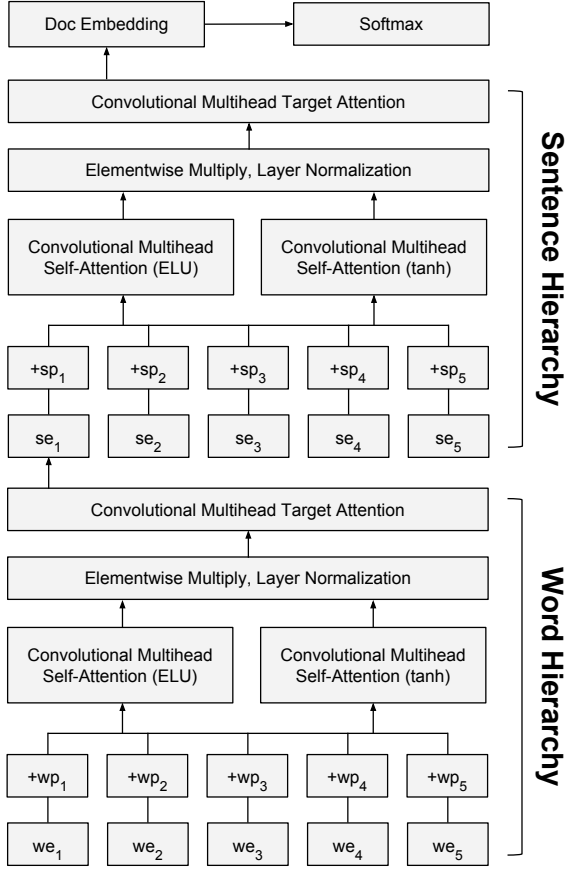 Doc Embedding
Softmax
Convolutional Multihead Target Attention
Elementwise Multiply, Layer Normalization
Convolutional Multihead
Self-Attention (ELU)
Convolutional Multihead
Self-Attention (tanh)
+sp₁ +sp₂ +sp₃ +sp₄ +sp₅
se₁ se₂ se₃ se₄ se₅
Sentence Hierarchy
Convolutional Multihead Target Attention
Elementwise Multiply, Layer Normalization
Convolutional Multihead
Self-Attention (ELU)
Convolutional Multihead
Self-Attention (tanh)
+wp₁ +wp₂ +wp₃ +wp₄ +wp₅
we₁ we₂ we₃ we₄ we₅
Word Hierarchy